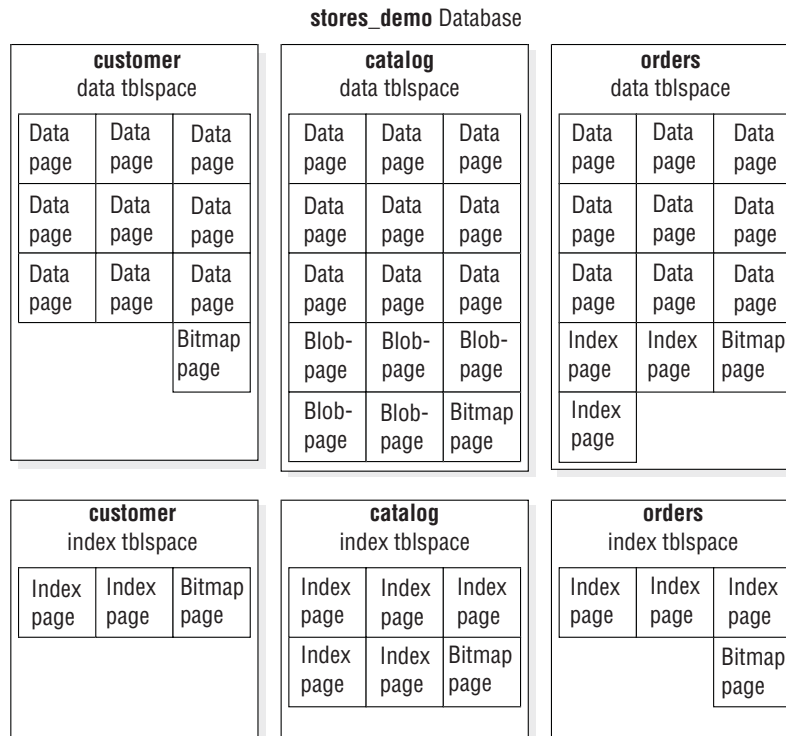 stores_demo Database
customer
data tblspace
Data page Data page Data page
Data page Data page Data page
Data page Data page Data page
Bitmap page
catalog
data tblspace
Data page Data page Data page
Data page Data page Data page
Data page Data page Data page
Blob-page Blob-page Blob-page
Blob-page Blob-page Bitmap page
orders
data tblspace
Data page Data page Data page
Data page Data page Data page
Data page Data page Data page
Index page Index page Bitmap page
Index page
customer
index tblspace
Index page Index page Bitmap page
catalog
index tblspace
Index page Index page Index page
Index page Index page Bitmap page
orders
index tblspace
Index page Index page Index page
Bitmap page